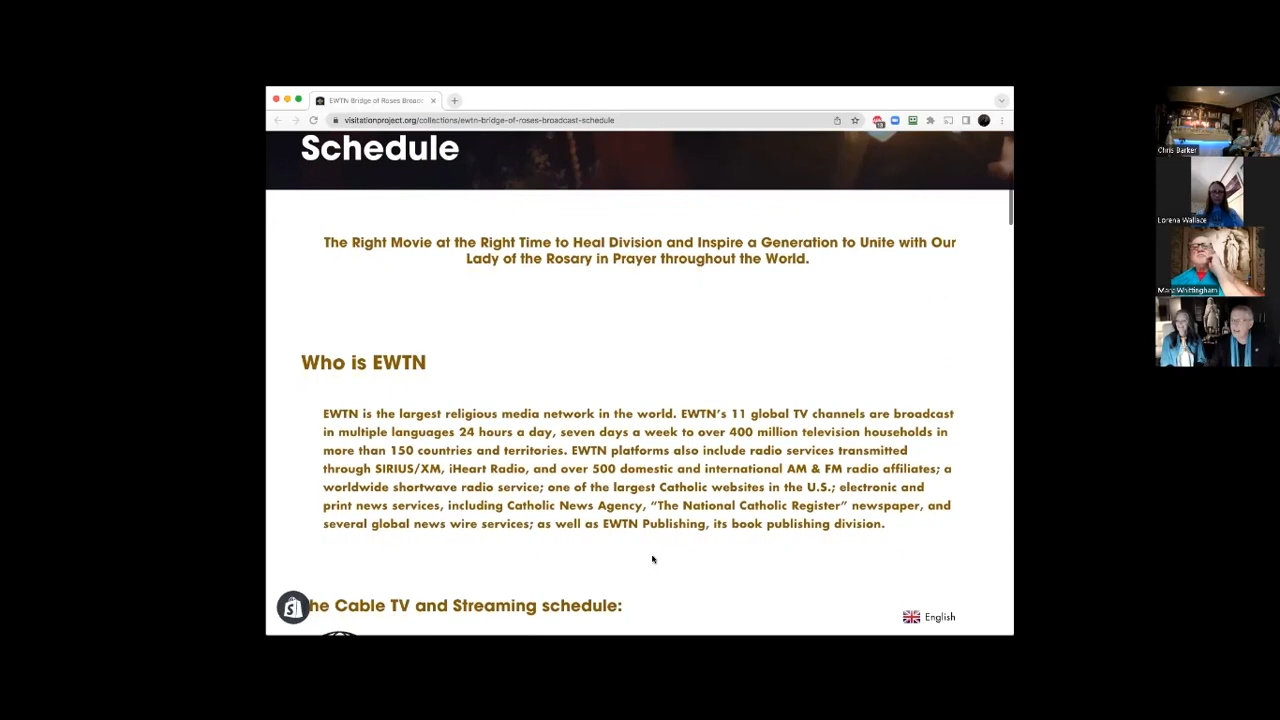 EWTN Bridge of Roses Broadc
visitationproject.org/collections/ewtn-bridge-of-roses-broadcast-schedule
Schedule
The Right Movie at the Right Time to Heal Division and Inspire a Generation to Unite with Our
Lady of the Rosary in Prayer throughout the World.
Who is EWTN
EWTN is the largest religious media network in the world. EWTN’s 11 global TV channels are broadcast
in multiple languages 24 hours a day, seven days a week to over 400 million television households in
more than 150 countries and territories. EWTN platforms also include radio services transmitted
through SIRIUS/XM, iHeart Radio, and over 500 domestic and international AM & FM radio affiliates; a
worldwide shortwave radio service; one of the largest Catholic websites in the U.S.; electronic and
print news services, including Catholic News Agency, “The National Catholic Register” newspaper, and
several global news wire services; as well as EWTN Publishing, its book publishing division.
he Cable TV and Streaming schedule:
English
Chris Barker
Lorena Wallace
Marc Whittingham